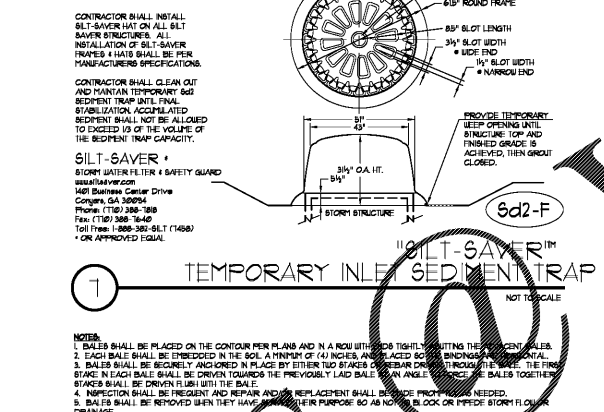 CONTRACTOR SHALL INSTALL
SILT-SAVER HAT ON ALL SILT
SAVER STRUCTURES. ALL
INSTALLATION OF SILT-SAVER
FRAMES & HATS SHALL BE PER
MANUFACTURERS SPECIFICATIONS.
CONTRACTOR SHALL CLEAN OUT
AND MAINTAIN TEMPORARY Sd2
SEDIMENT TRAP UNTIL FINAL
STABILIZATION. ACCUMULATED
SEDIMENT SHALL NOT BE ALLOWED
TO EXCEED 1/3 OF THE VOLUME OF
THE SEDIMENT TRAP CAPACITY.
SILT-SAVER *
STORM WATER FILTER & SAFETY GUARD
www.siltsaver.com
1401 Business Center Drive
Conyers, GA 30094
Phone: (770) 388-7818
Fax: (770) 388-7640
Toll Free: 1-888-382-SILT (7458)
* OR APPROVED EQUAL
ROUND FRAME
8.5" SLOT LENGTH
3½" SLOT WIDTH
@ WIDE END
1½" SLOT WIDTH
@ NARROW END
51"
43"
31½" O.A. HT.
5½"
STORM STRUCTURE
PROVIDE TEMPORARY
WEEP OPENING UNTIL
STRUCTURE TOP AND
FINISHED GRADE IS
ACHIEVED, THEN GROUT
CLOSED.
Sd2-F
"SILT-SAVER"™
1 TEMPORARY INLET SEDIMENT TRAP
NOT TO SCALE
NOTES:
1. BALES SHALL BE PLACED ON THE CONTOUR PER PLANS AND IN A ROW WITH ENDS TIGHTLY ABUTTING THE ADJACENT BALES.
2. EACH BALE SHALL BE EMBEDDED IN THE SOIL A MINIMUM OF (4) INCHES, AND PLACED SO THE BINDINGS ARE HORIZONTAL.
3. BALES SHALL BE SECURELY ANCHORED IN PLACE BY EITHER TWO STAKES OR REBAR DRIVEN THROUGH THE BALE. THE FIRST
STAKE IN EACH BALE SHALL BE DRIVEN TOWARDS THE PREVIOUSLY LAID BALE AT AN ANGLE TO FORCE THE BALES TOGETHER.
STAKES SHALL BE DRIVEN FLUSH WITH THE BALE.
4. INSPECTION SHALL BE FREQUENT AND REPAIR AND/OR REPLACEMENT SHALL BE MADE PROMPTLY AS NEEDED.
5. BALES SHALL BE REMOVED WHEN THEY HAVE SERVED THEIR PURPOSE SO AS NOT TO BLOCK OR IMPEDE STORM FLOW OR
DRAINAGE.